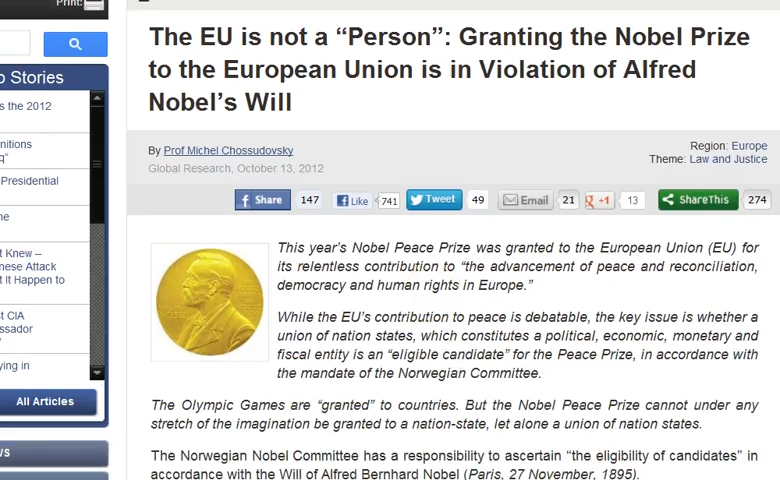 Print:
The EU is not a “Person”: Granting the Nobel Prize
to the European Union is in Violation of Alfred
Nobel’s Will
Stories
s the 2012
nitions
q”
Presidential
ne
t Knew –
nese Attack
t It Happen to
st CIA
ssador
ying in
All Articles
By Prof Michel Chossudovsky
Global Research, October 13, 2012
Region: Europe
Theme: Law and Justice
Share 147 Like 741 Tweet 49 Email 21 +1 13 ShareThis 274
This year’s Nobel Peace Prize was granted to the European Union (EU) for
its relentless contribution to “the advancement of peace and reconciliation,
democracy and human rights in Europe.”
While the EU’s contribution to peace is debatable, the key issue is whether a
union of nation states, which constitutes a political, economic, monetary and
fiscal entity is an “eligible candidate” for the Peace Prize, in accordance with
the mandate of the Norwegian Committee.
The Olympic Games are “granted” to countries. But the Nobel Peace Prize cannot under any
stretch of the imagination be granted to a nation-state, let alone a union of nation states.
The Norwegian Nobel Committee has a responsibility to ascertain “the eligibility of candidates” in
accordance with the Will of Alfred Bernhard Nobel (Paris, 27 November, 1895).